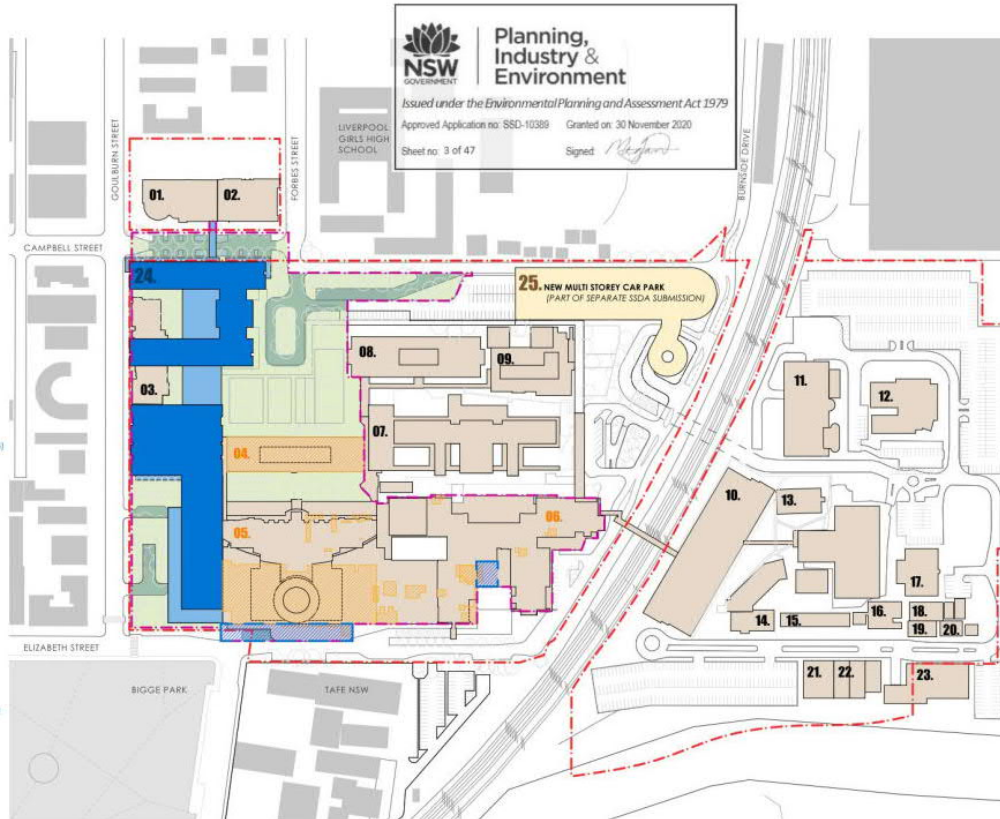 NSW
GOVERNMENT
Planning,
Industry &
Environment
Issued under the Environmental Planning and Assessment Act 1979
Approved Application no: SSD-10389 Granted on: 30 November 2020
Sheet no: 3 of 47 Signed:
GOULBURN STREET
FORBES STREET
LIVERPOOL
GIRLS HIGH
SCHOOL
BURNSIDE DRIVE
01.
02.
CAMPBELL STREET
24.
25. NEW MULTI STOREY CAR PARK
(PART OF SEPARATE SSDA SUBMISSION)
08.
09.
03.
11.
12.
07.
04.
10.
13.
05.
06.
17.
14.
15.
16.
18.
19.
20.
ELIZABETH STREET
BIGGE PARK
TAFE NSW
21.
22.
23.